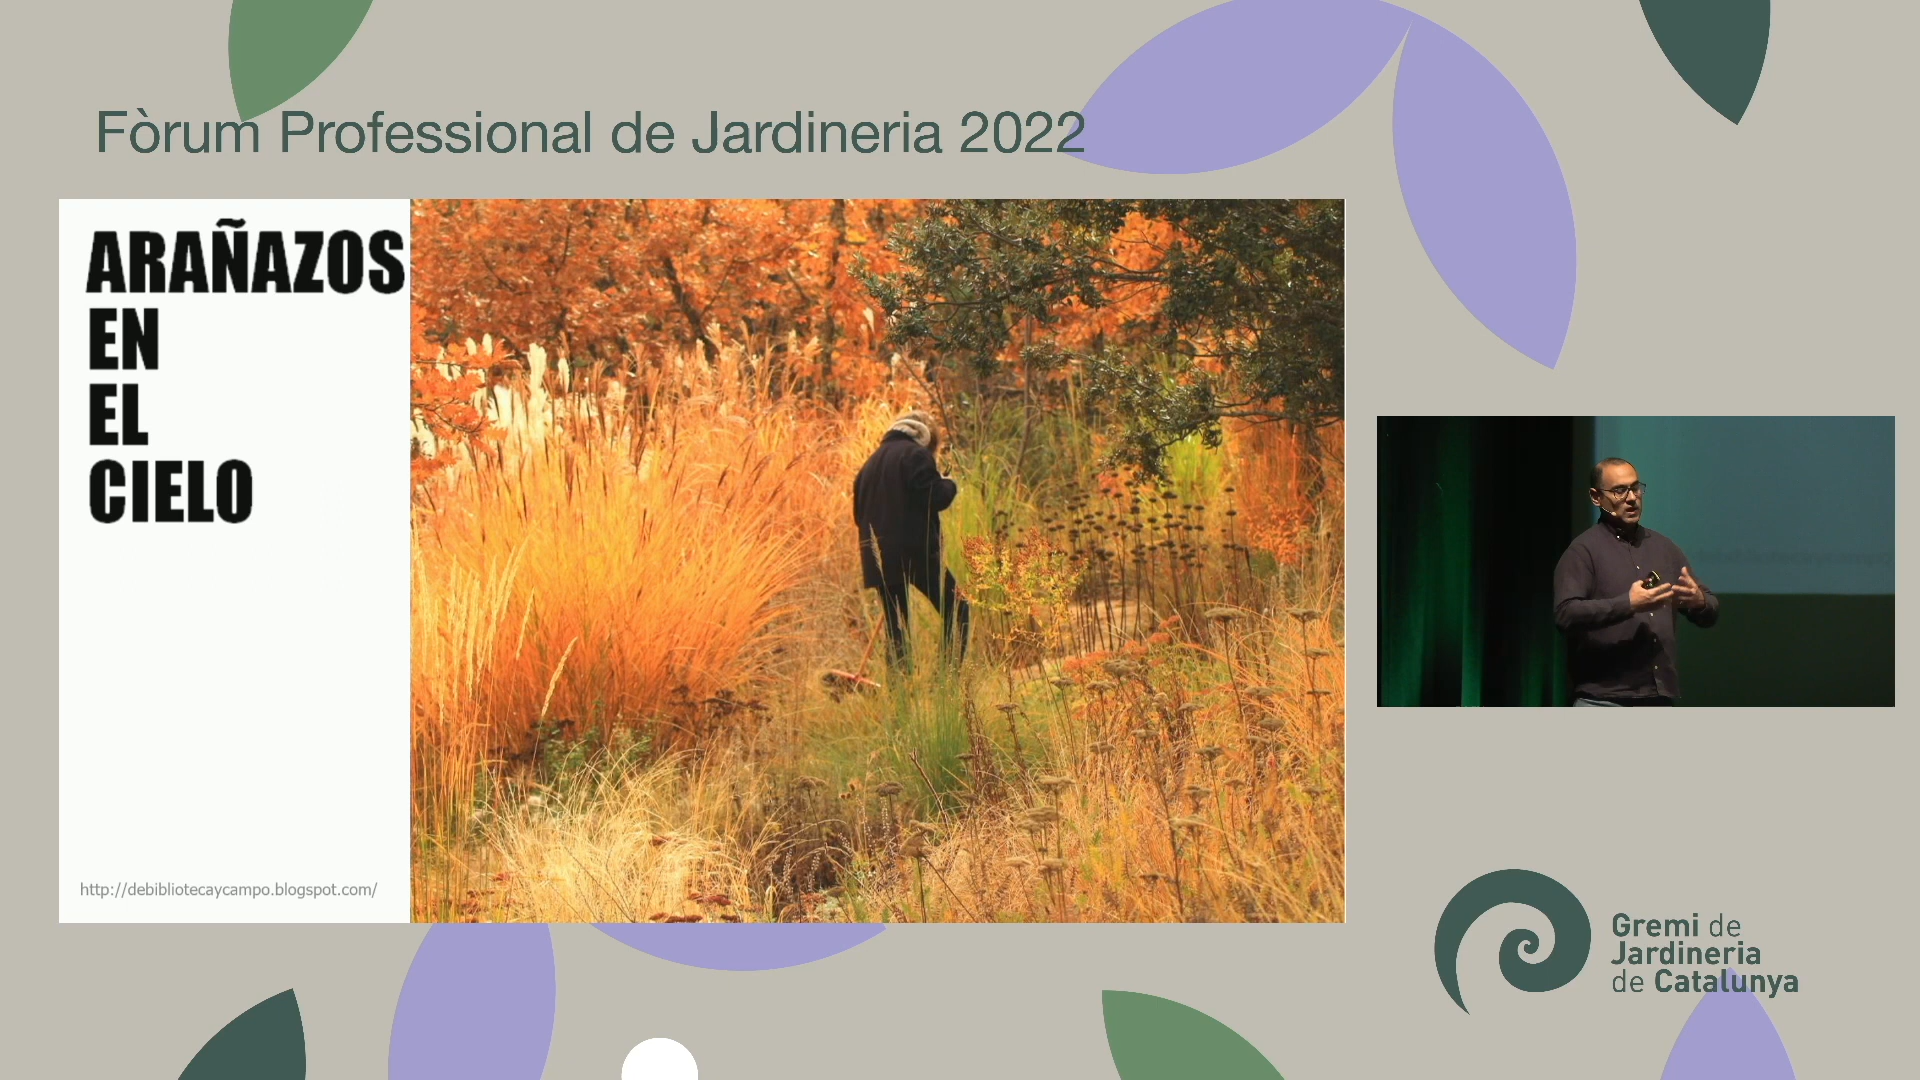 Fòrum Professional de Jardineria 2022
ARAÑAZOS
EN
EL
CIELO
http://debibliotecaycampo.blogspot.com/
Gremi de
Jardineria
de Catalunya